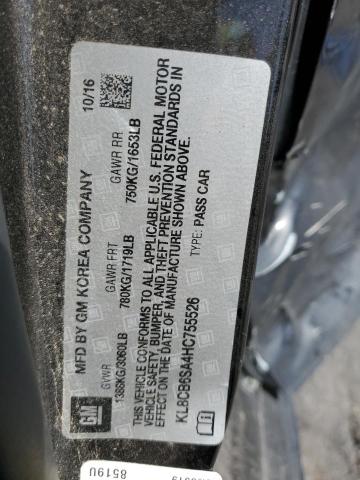 MFD BY GM KOREA COMPANY 10/16
GVWR GAWR FRT GAWR RR
1388KG/3060LB 780KG/1719LB 750KG/1653LB
THIS VEHICLE CONFORMS TO ALL APPLICABLE U.S. FEDERAL MOTOR
VEHICLE SAFETY, BUMPER, AND THEFT PREVENTION STANDARDS IN
EFFECT ON THE DATE OF MANUFACTURE SHOWN ABOVE.
KL8CB6SA4HC755526 TYPE: PASS CAR
GM
8519U